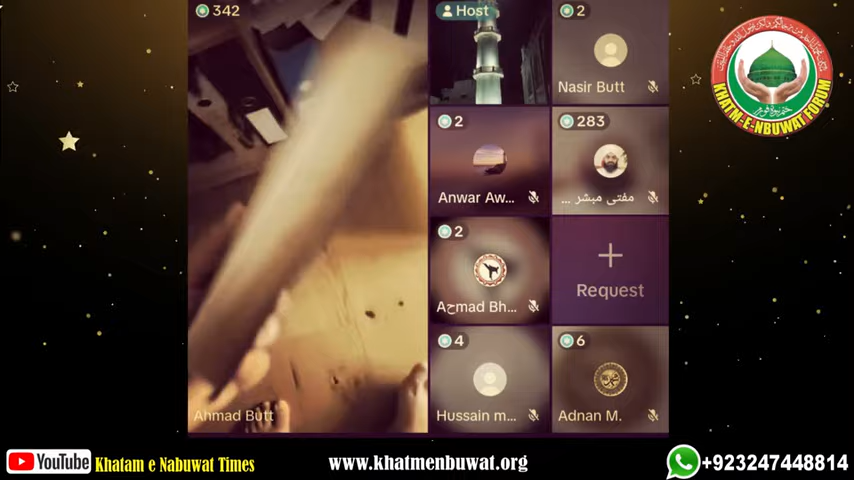 342
Host
2
Nasir Butt
2
Anwar Aw...
283
مفتی مبشر ...
2
Aحmad Bh...
+
Request
4
Hussain m...
6
Adnan M.
Ahmad Butt
KHATM-E-NBUWAT FORUM
YouTube Khatam e Nabuwat Times
www.khatmenbuwat.org
+923247448814